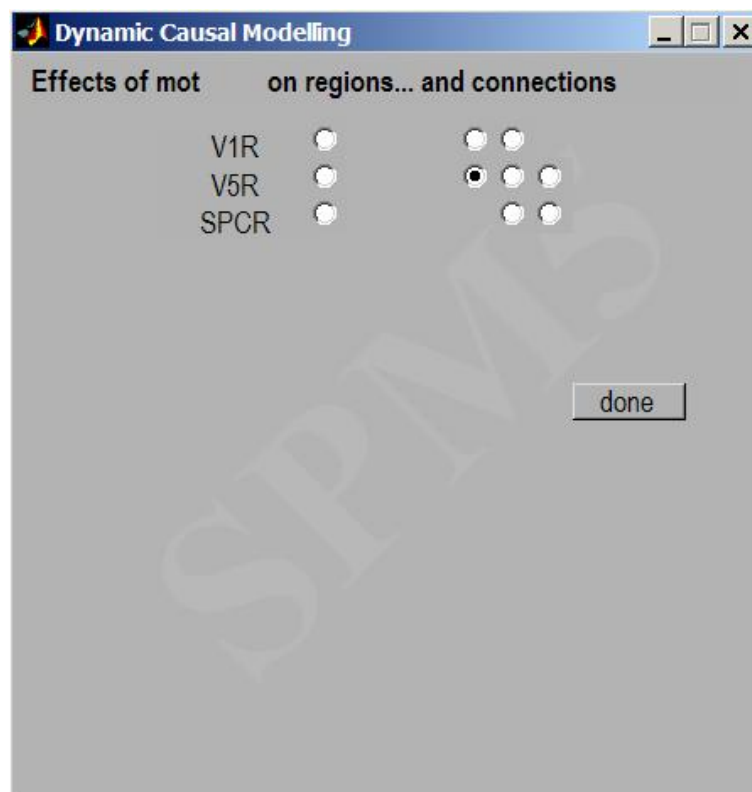 Dynamic Causal Modelling
Effects of mot on regions... and connections
V1R
V5R
SPCR
done
SPM5